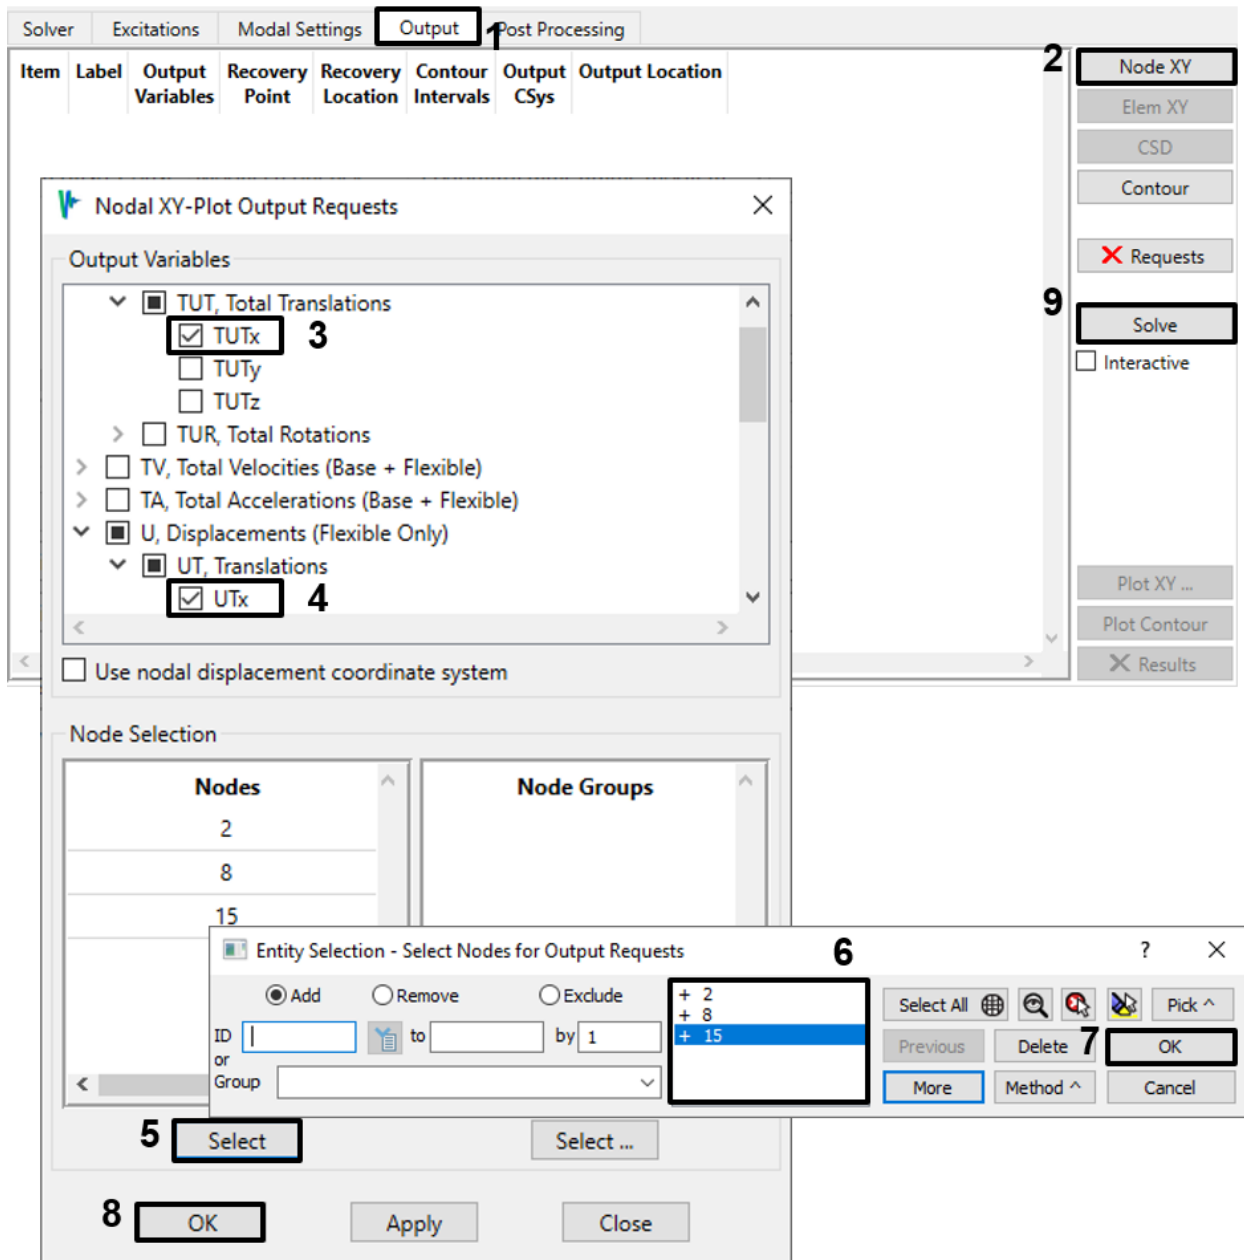 Solver Excitations Modal Settings Output 1 Post Processing
Item Label Output Variables Recovery Point Recovery Location Contour Intervals Output CSys Output Location
2 Node XY
Elem XY
CSD
Contour
Requests
9 Solve
Interactive
Plot XY ...
Plot Contour
Results
Nodal XY-Plot Output Requests
Output Variables
TUT, Total Translations
TUTx 3
TUTy
TUTz
TUR, Total Rotations
TV, Total Velocities (Base + Flexible)
TA, Total Accelerations (Base + Flexible)
U, Displacements (Flexible Only)
UT, Translations
UTx 4
Use nodal displacement coordinate system
Node Selection
Nodes Node Groups
2
8
15
Entity Selection - Select Nodes for Output Requests 6 ?
Add Remove Exclude
+ 2
+ 8
+ 15
ID to by 1
or
Group
Select All Pick ^
Previous Delete 7 OK
More Method ^ Cancel
5 Select Select ...
8 OK Apply Close